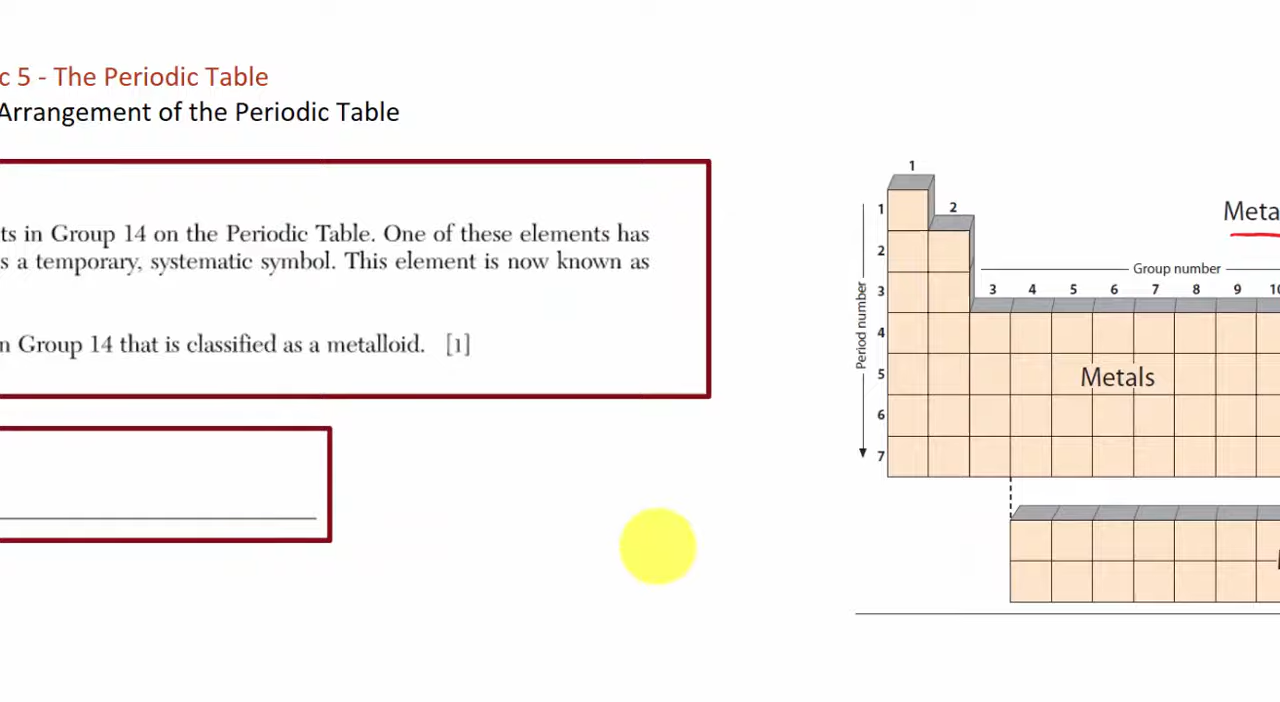 c 5 - The Periodic Table
Arrangement of the Periodic Table
ts in Group 14 on the Periodic Table. One of these elements has
s a temporary, systematic symbol. This element is now known as
n Group 14 that is classified as a metalloid. [1]
1
Meta
2
Group number
3 4 5 6 7 8 9 10
Period number
1
2
3
4
5
6
7
Metals